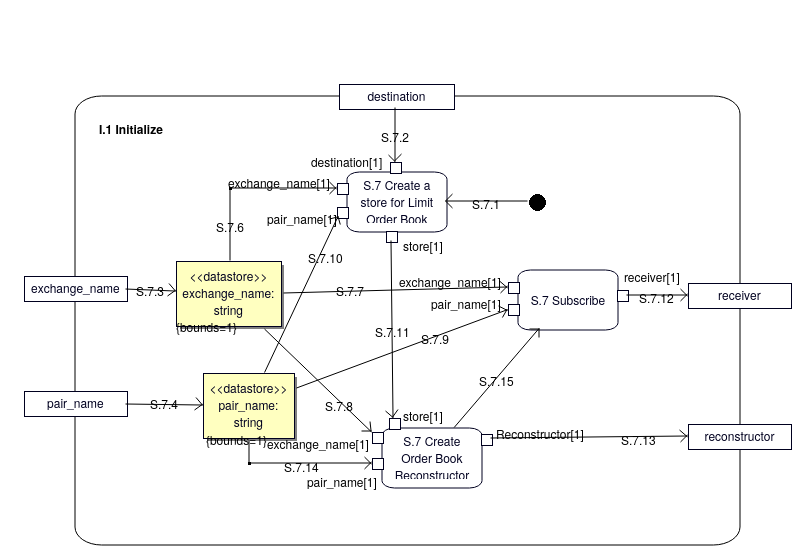 destination
I.1 Initialize
S.7.2
destination[1]
exchange_name[1]
S.7 Create a
store for Limit
Order Book
pair_name[1]
S.7.1
S.7.6
store[1]
S.7.10
<<datastore>>
exchange_name:
string
{bounds=1}
exchange_name
S.7.3
S.7.7
exchange_name[1]
pair_name[1]
S.7 Subscribe
receiver[1]
S.7.12
receiver
S.7.11
S.7.9
S.7.15
<<datastore>>
pair_name:
string
{bounds=1}
pair_name
S.7.4
S.7.8
store[1]
exchange_name[1]
S.7 Create
Order Book
Reconstructor
Reconstructor[1]
S.7.13
reconstructor
S.7.14
pair_name[1]